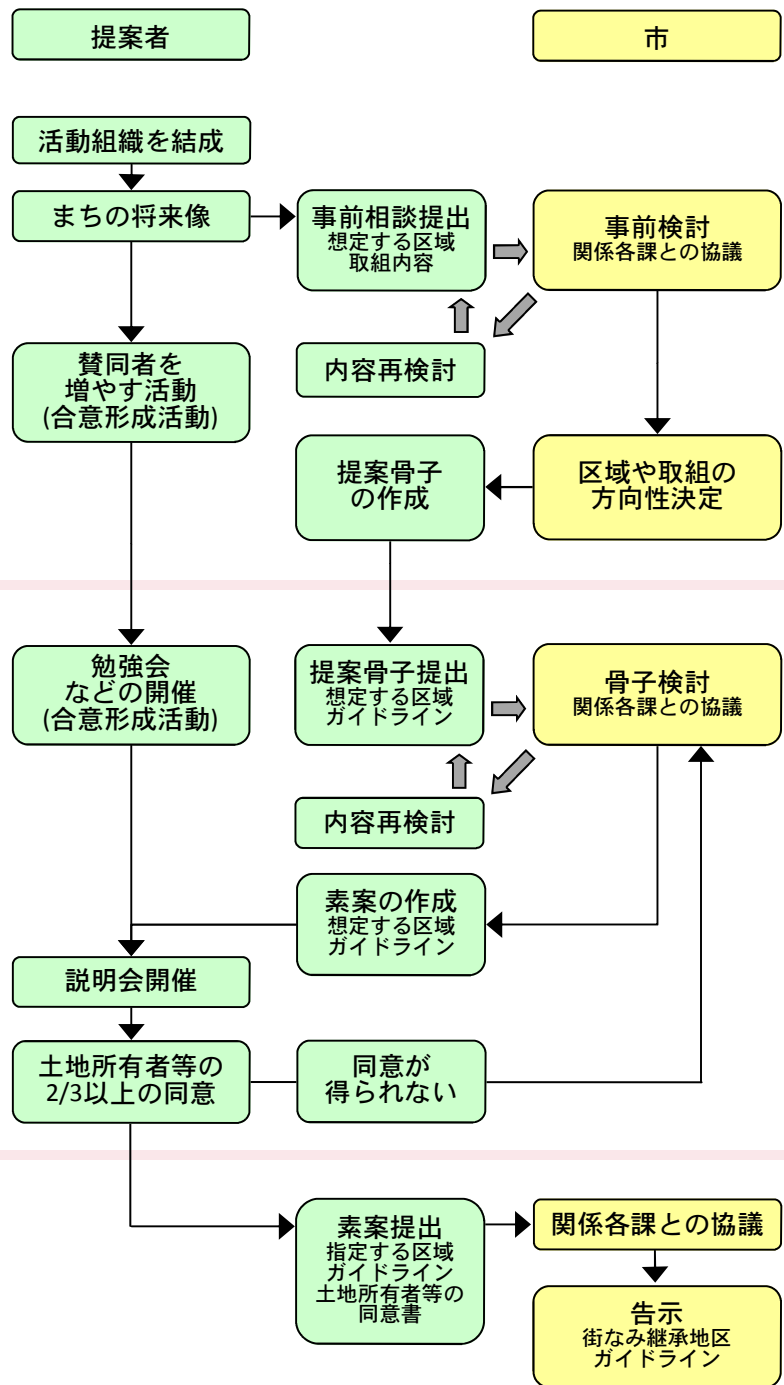 提案者
市
活動組織を結成
まちの将来像
事前相談提出
想定する区域
取組内容
事前検討
関係各課との協議
賛同者を
増やす活動
(合意形成活動)
内容再検討
提案骨子
の作成
区域や取組の
方向性決定
勉強会
などの開催
(合意形成活動)
提案骨子提出
想定する区域
ガイドライン
骨子検討
関係各課との協議
内容再検討
素案の作成
想定する区域
ガイドライン
説明会開催
土地所有者等の
2/3以上の同意
同意が
得られない
素案提出
指定する区域
ガイドライン
土地所有者等の
同意書
関係各課との協議
告示
街なみ継承地区
ガイドライン